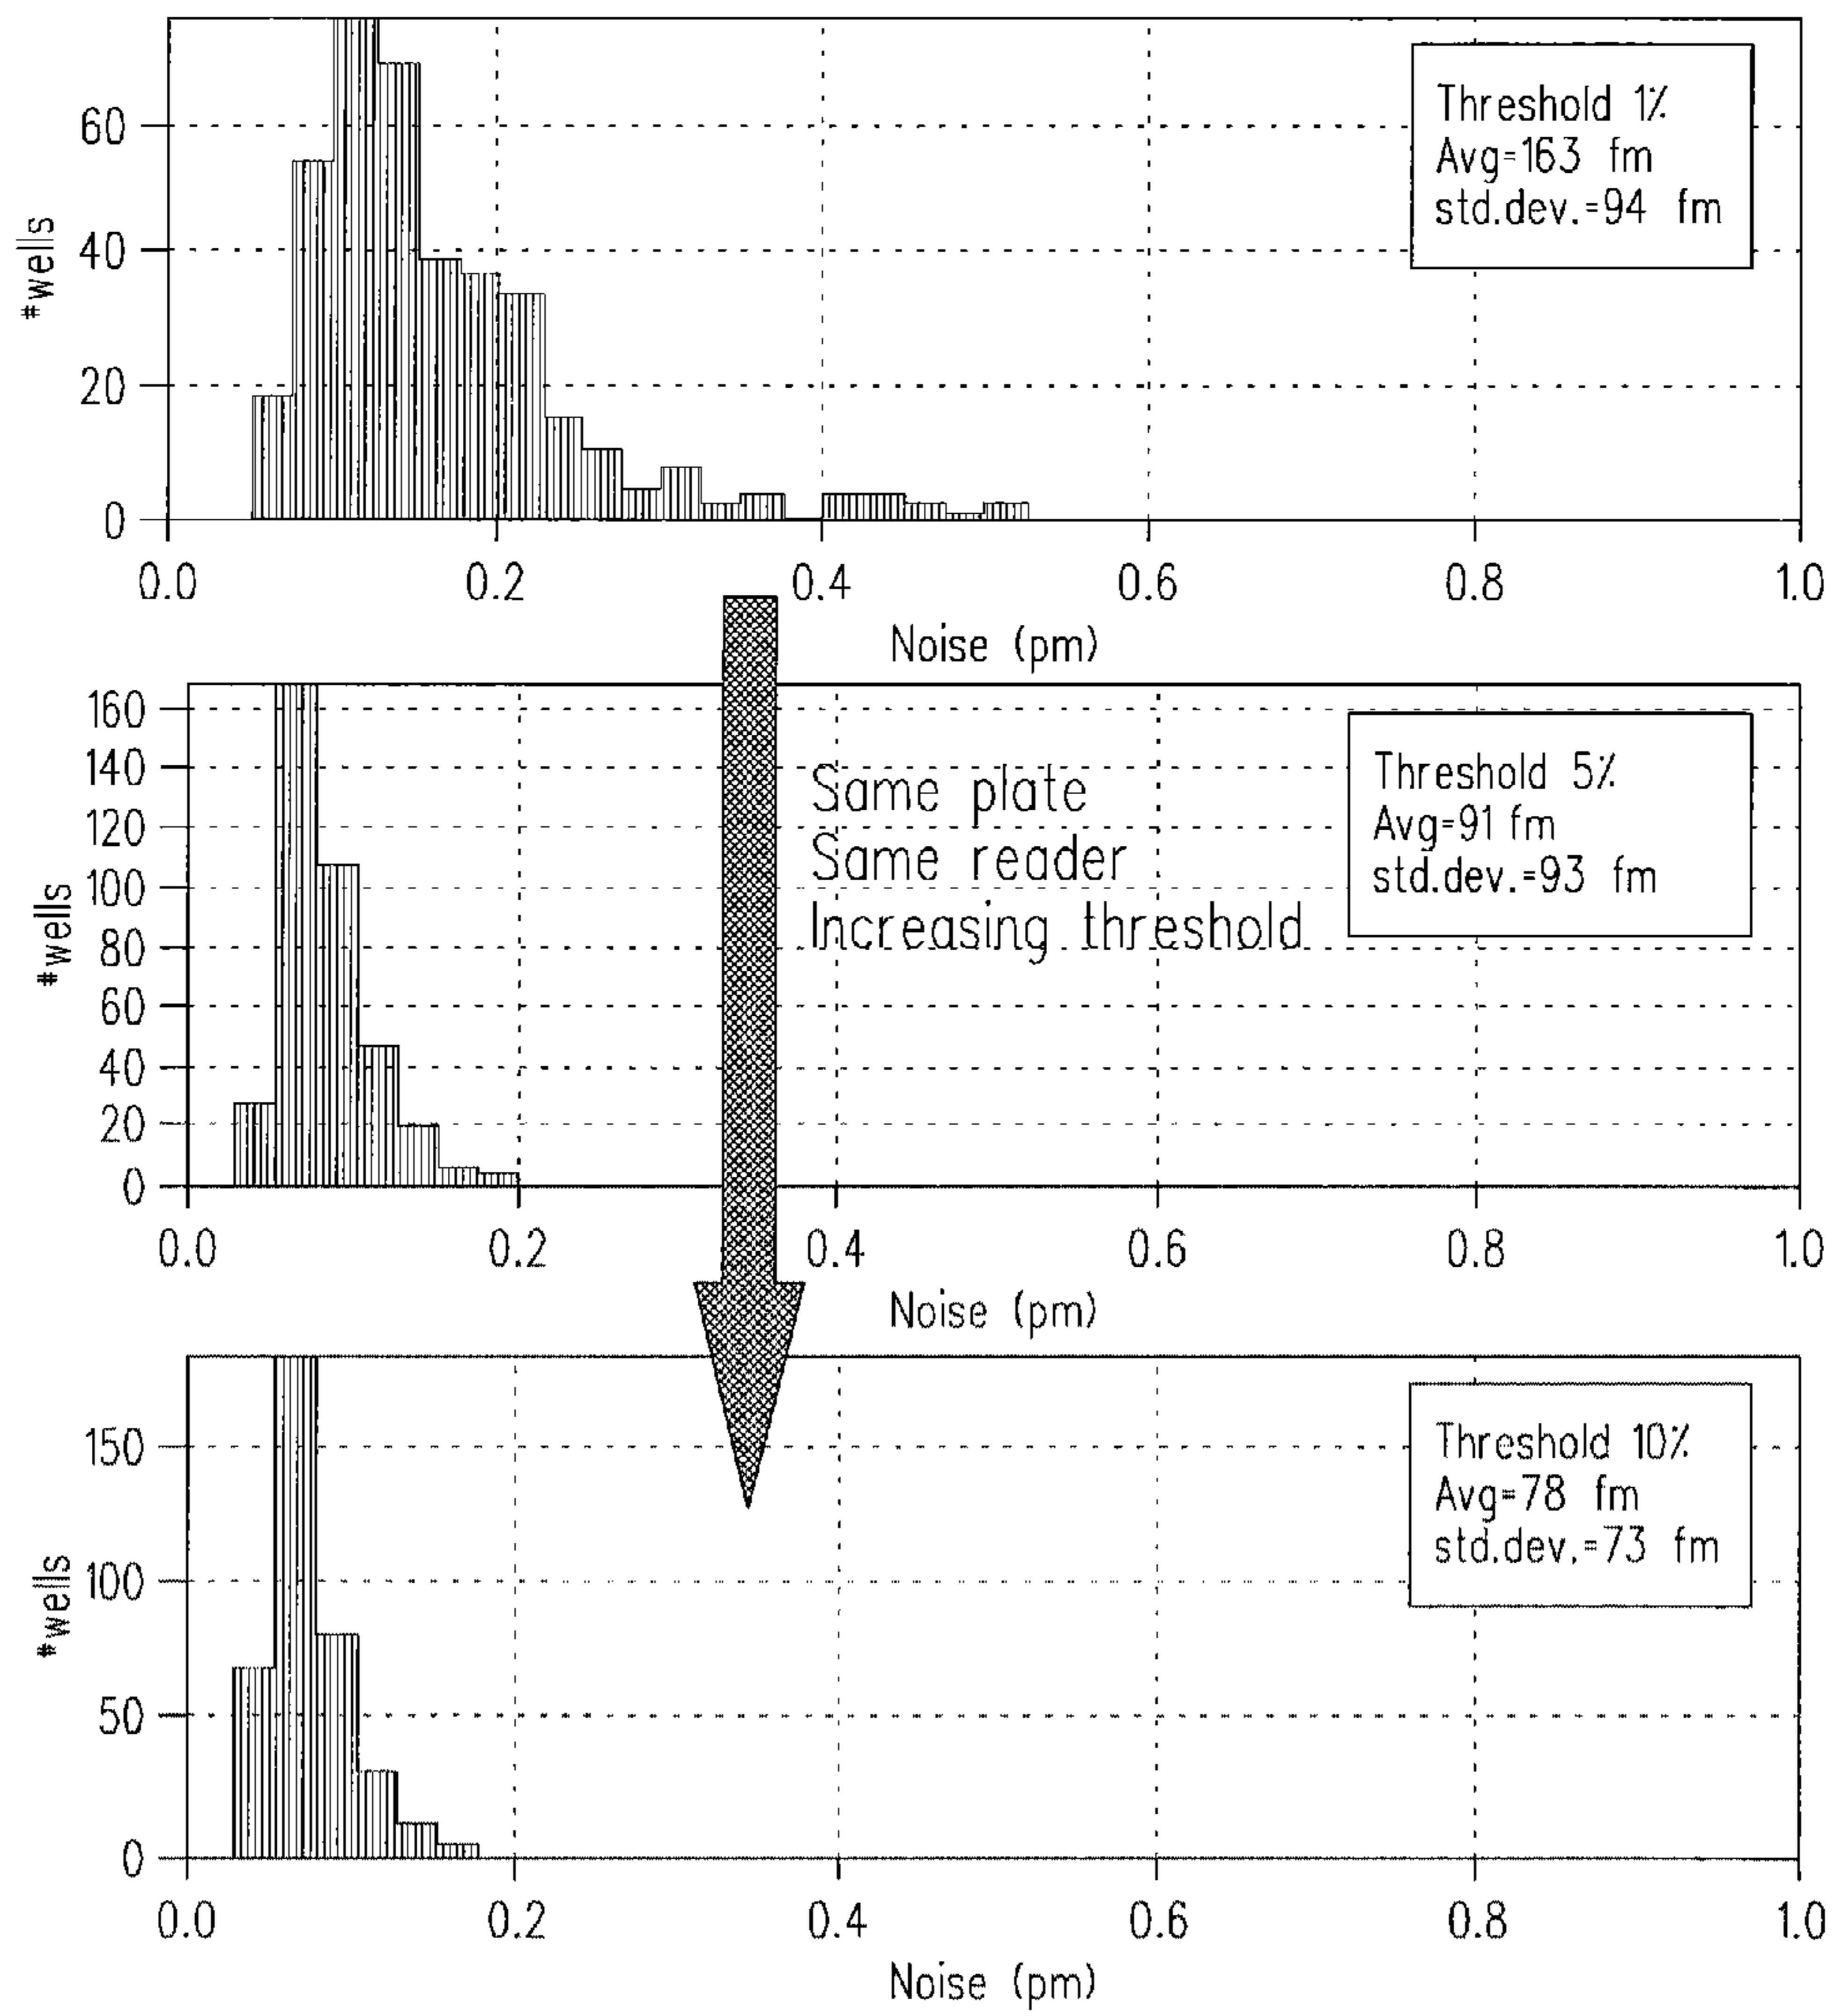 #wells
60
40
20
0
Threshold 1%
Avg=163 fm
std.dev.=94 fm
0.0 0.2 0.4 0.6 0.8 1.0
Noise (pm)
#wells
160
140
120
100
80
60
40
20
0
Same plate
Same reader
Increasing threshold
Threshold 5%
Avg=91 fm
std.dev.=93 fm
0.0 0.2 0.4 0.6 0.8 1.0
Noise (pm)
#wells
150
100
50
0
Threshold 10%
Avg=78 fm
std.dev.=73 fm
0.0 0.2 0.4 0.6 0.8 1.0
Noise (pm)